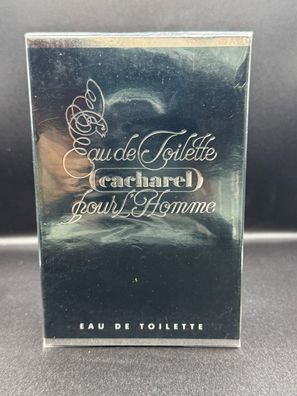 Eau de Toilette
cacharel
pour L'Homme
EAU DE TOILETTE